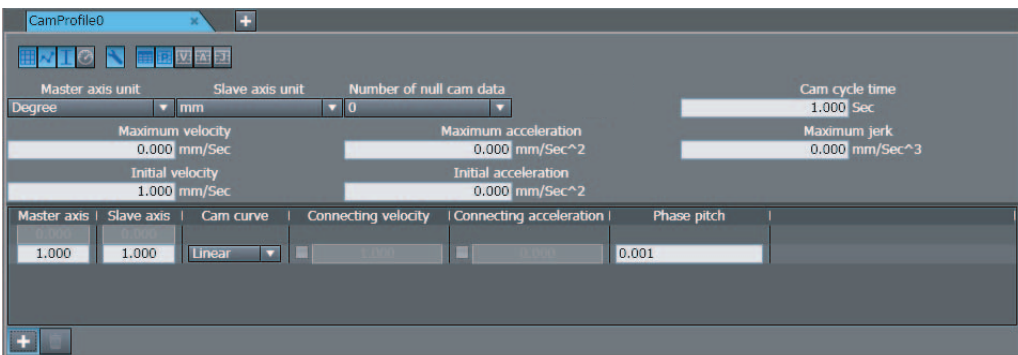 CamProfile0 × +
Master axis unit Slave axis unit Number of null cam data Cam cycle time
Degree mm 0 1.000 Sec
Maximum velocity Maximum acceleration Maximum jerk
0.000 mm/Sec 0.000 mm/Sec^2 0.000 mm/Sec^3
Initial velocity Initial acceleration
1.000 mm/Sec 0.000 mm/Sec^2
Master axis Slave axis Cam curve Connecting velocity Connecting acceleration Phase pitch
0.000 0.000
1.000 1.000 Linear 1.000 0.000 0.001
+